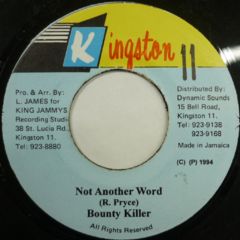 Kingston 11
Pro. & Arr. By:
L. JAMES for
KING JAMMYS
Recording Studio
38 St. Lucia Rd.
Kingston 11.
Tel: 923-8880
Distributed By:
Dynamic Sounds
15 Bell Road,
Kingston 11.
Tel: 923-9138
923-9168
Made in Jamaica
(C) (P) 1994
Not Another Word
(R. Pryce)
Bounty Killer
All Rights Reserved